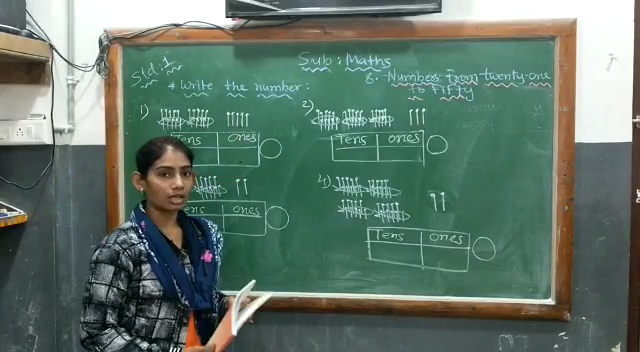 Std. 1
Sub : Maths
8. Numbers from twenty-one
to Fifty
* Write the number :
1)
2)
Tens ones
Tens ones
4)
Tens ones
Tens ones